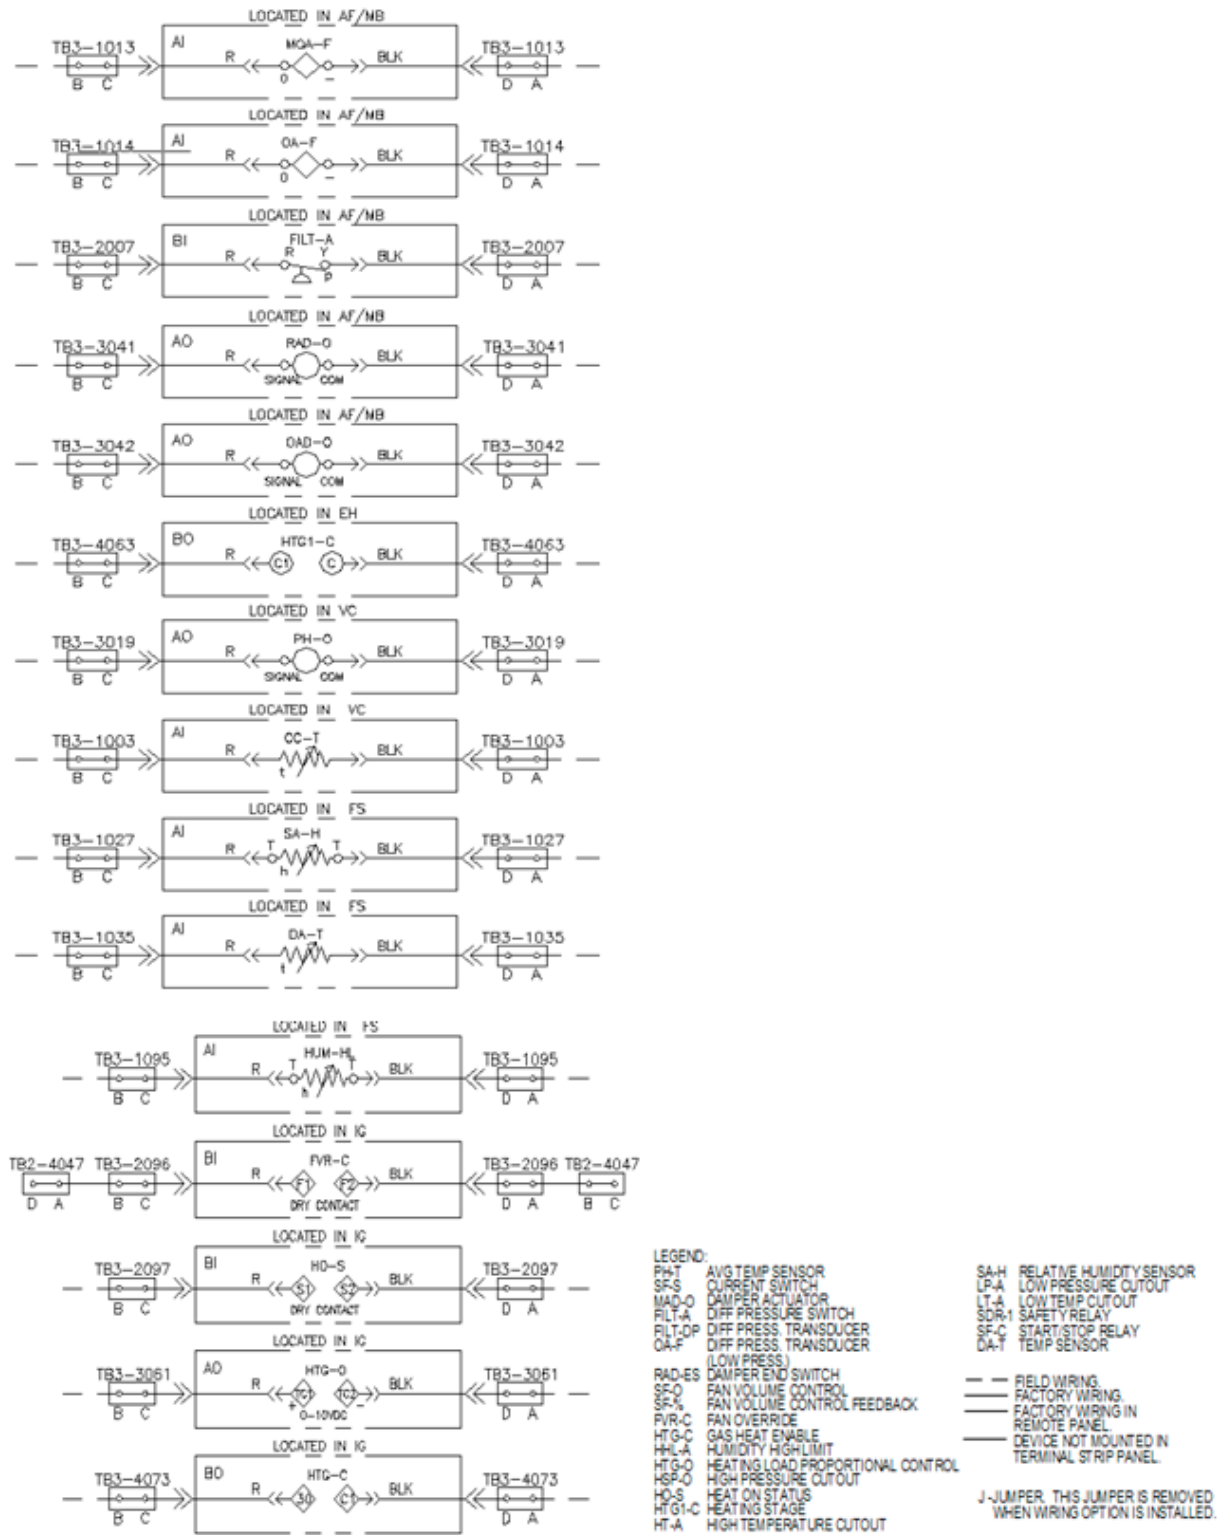 LOCATED IN AF/MB
TB3-1013 AI MOA-F TB3-1013
R BLK
B C O - D A
LOCATED IN AF/MB
TB3-1014 AI OA-F TB3-1014
R BLK
B C O - D A
LOCATED IN AF/MB
TB3-2007 BI FILT-A TB3-2007
R R Y BLK
B C P D A
LOCATED IN AF/MB
TB3-3041 AO RAD-O TB3-3041
R BLK
B C SIGNAL COM D A
LOCATED IN AF/MB
TB3-3042 AO OAD-O TB3-3042
R BLK
B C SIGNAL COM D A
LOCATED IN EH
TB3-4063 BO HTG1-C TB3-4063
R C1 C BLK
B C D A
LOCATED IN VC
TB3-3019 AO PH-O TB3-3019
R BLK
B C SIGNAL COM D A
LOCATED IN VC
TB3-1003 AI CC-T TB3-1003
R BLK
B C t D A
LOCATED IN FS
TB3-1027 AI SA-H TB3-1027
R T T BLK
B C h D A
LOCATED IN FS
TB3-1035 AI DA-T TB3-1035
R BLK
B C t D A
LOCATED IN FS
TB3-1095 AI HUM-HL TB3-1095
R T T BLK
B C h D A
LOCATED IN IG
TB2-4047 TB3-2096 BI FVR-C TB3-2096 TB2-4047
R F1 F2 BLK
D A B C DRY CONTACT D A B C
LOCATED IN IG
TB3-2097 BI HO-S TB3-2097
R S1 S2 BLK
B C DRY CONTACT D A
LOCATED IN IG
TB3-3061 AO HTG-O TB3-3061
R TC1 TC2 BLK
B C + 0-10VDC - D A
LOCATED IN IG
TB3-4073 BO HTG-C TB3-4073
R C1 BLK
B C D A
LEGEND:
PH-T AVG TEMP SENSOR
SF-S CURRENT SWITCH
MAD-O DAMPER ACTUATOR
FILT-A DIFF PRESSURE SWITCH
FILT-DP DIFF PRESS. TRANSDUCER
OA-F DIFF PRESS. TRANSDUCER
(LOW PRESS.)
RAD-ES DAMPER END SWITCH
SF-O FAN VOLUME CONTROL
SF-% FAN VOLUME CONTROL FEEDBACK
FVR-C FAN OVERRIDE
HTG-C GAS HEAT ENABLE
HHL-A HUMIDITY HIGH LIMIT
HTG-O HEATING LOAD PROPORTIONAL CONTROL
HSP-O HIGH PRESSURE CUTOUT
HO-S HEAT ON STATUS
HTG1-C HEATING STAGE
HT-A HIGH TEMPERATURE CUTOUT
SA-H RELATIVE HUMIDITY SENSOR
LP-A LOW PRESSURE CUTOUT
LT-A LOW TEMP CUTOUT
SDR-1 SAFETY RELAY
SF-C START/STOP RELAY
DA-T TEMP SENSOR
FIELD WIRING.
FACTORY WIRING.
FACTORY WIRING IN
REMOTE PANEL.
DEVICE NOT MOUNTED IN
TERMINAL STRIP PANEL.
J -JUMPER. THIS JUMPER IS REMOVED
WHEN WIRING OPTION IS INSTALLED.